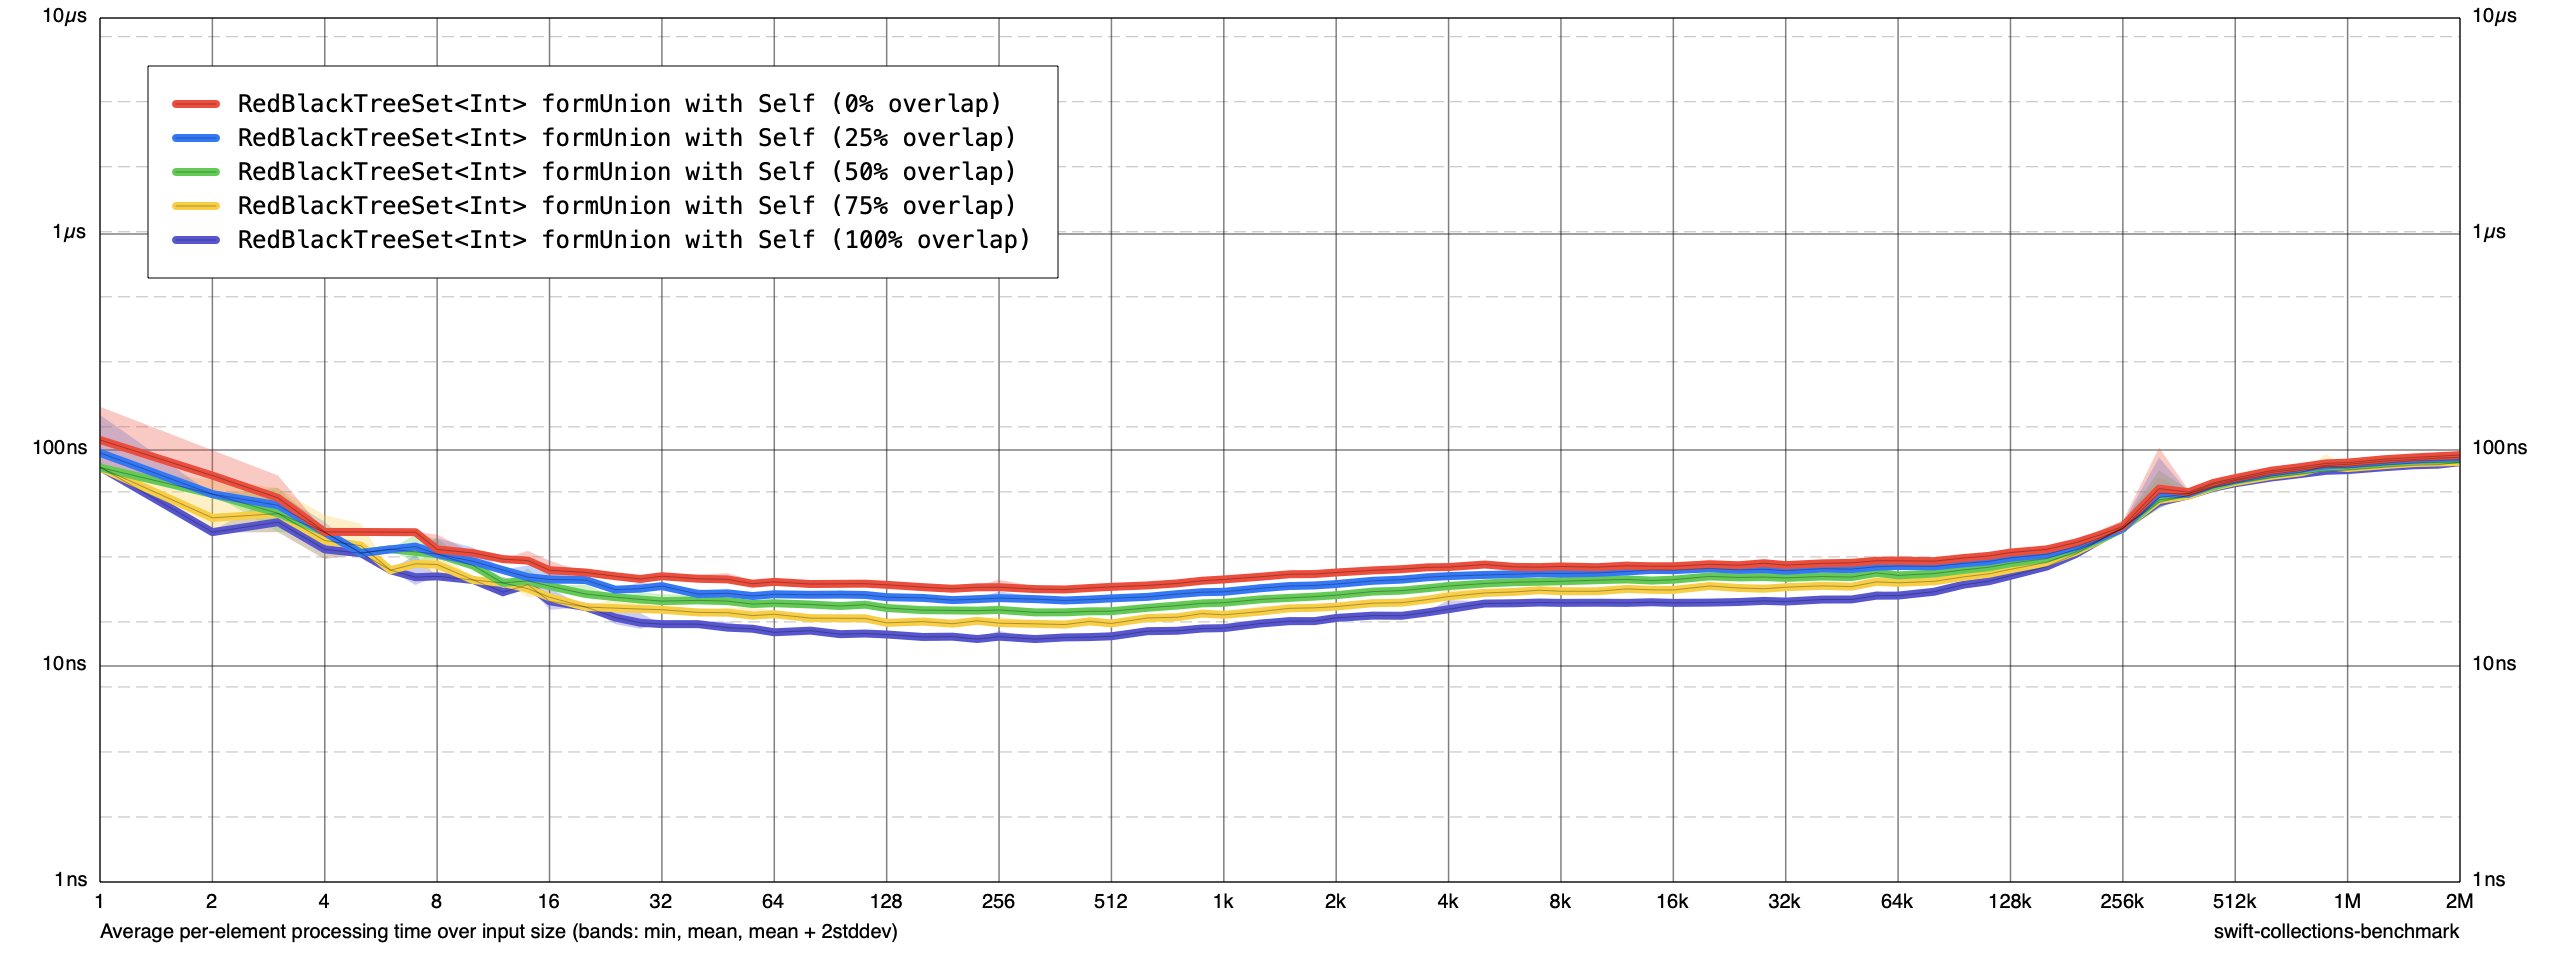 10µs
10µs
RedBlackTreeSet<Int> formUnion with Self (0% overlap)
RedBlackTreeSet<Int> formUnion with Self (25% overlap)
RedBlackTreeSet<Int> formUnion with Self (50% overlap)
RedBlackTreeSet<Int> formUnion with Self (75% overlap)
RedBlackTreeSet<Int> formUnion with Self (100% overlap)
1µs
1µs
100ns
100ns
10ns
10ns
1ns
1ns
1 2 4 8 16 32 64 128 256 512 1k 2k 4k 8k 16k 32k 64k 128k 256k 512k 1M 2M
Average per-element processing time over input size (bands: min, mean, mean + 2stddev)
swift-collections-benchmark